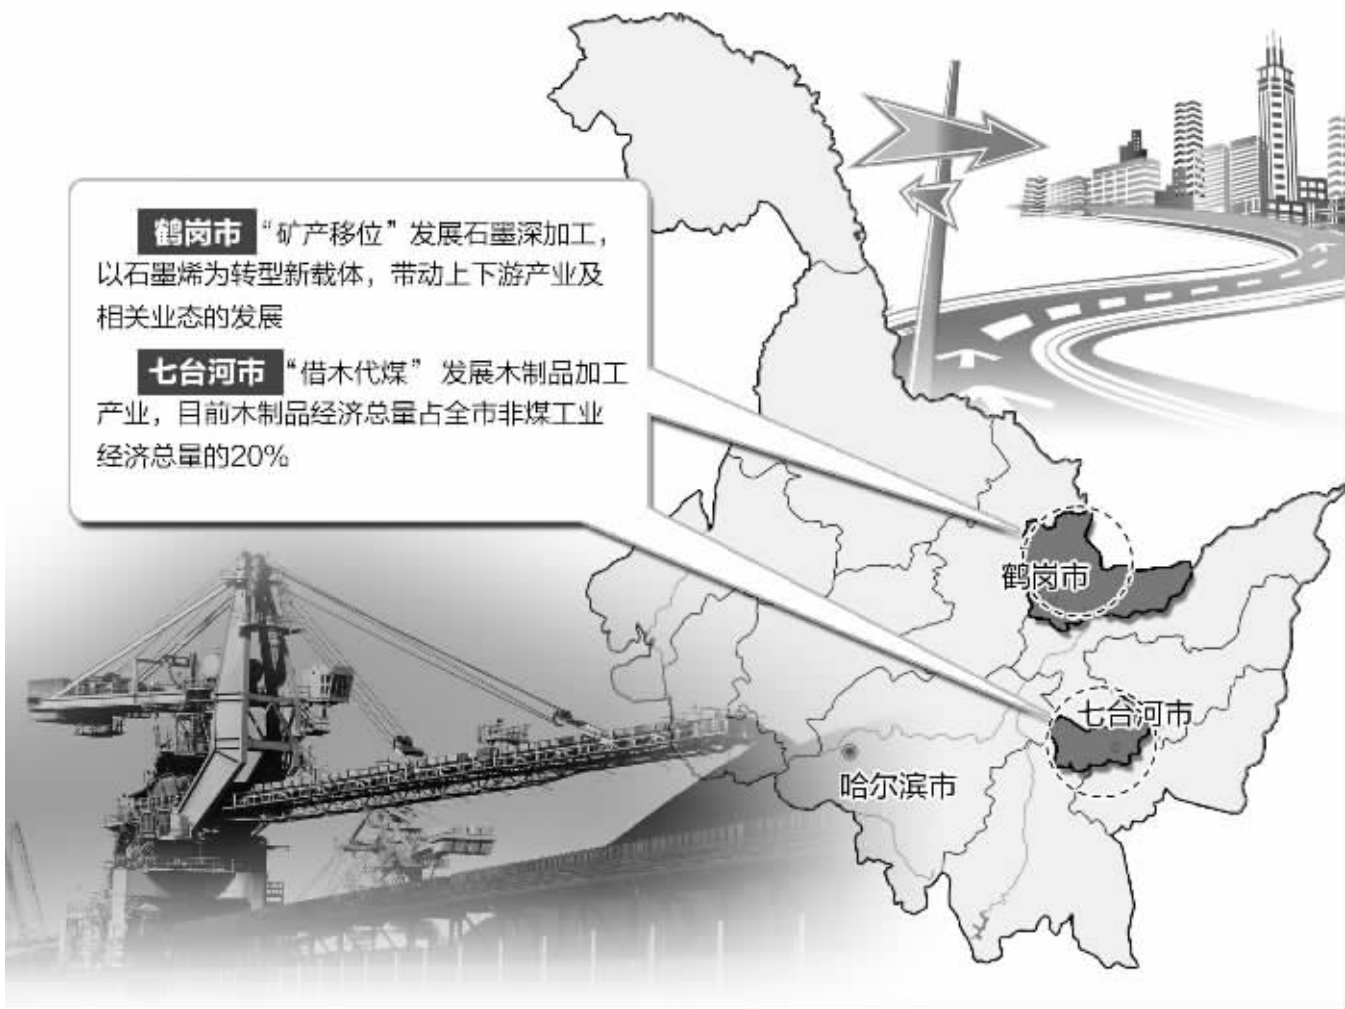 鹤岗市 “矿产移位”发展石墨深加工，
以石墨烯为转型新载体，带动上下游产业及
相关业态的发展
七台河市 “借木代煤” 发展木制品加工
产业，目前木制品经济总量占全市非煤工业
经济总量的20%
鹤岗市
七台河市
哈尔滨市